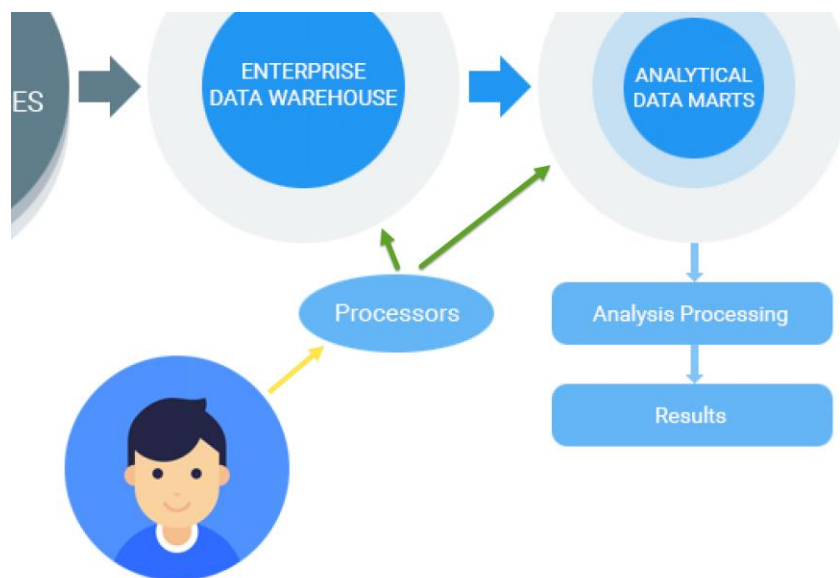 ES
ENTERPRISE
DATA WAREHOUSE
ANALYTICAL
DATA MARTS
Processors
Analysis Processing
Results